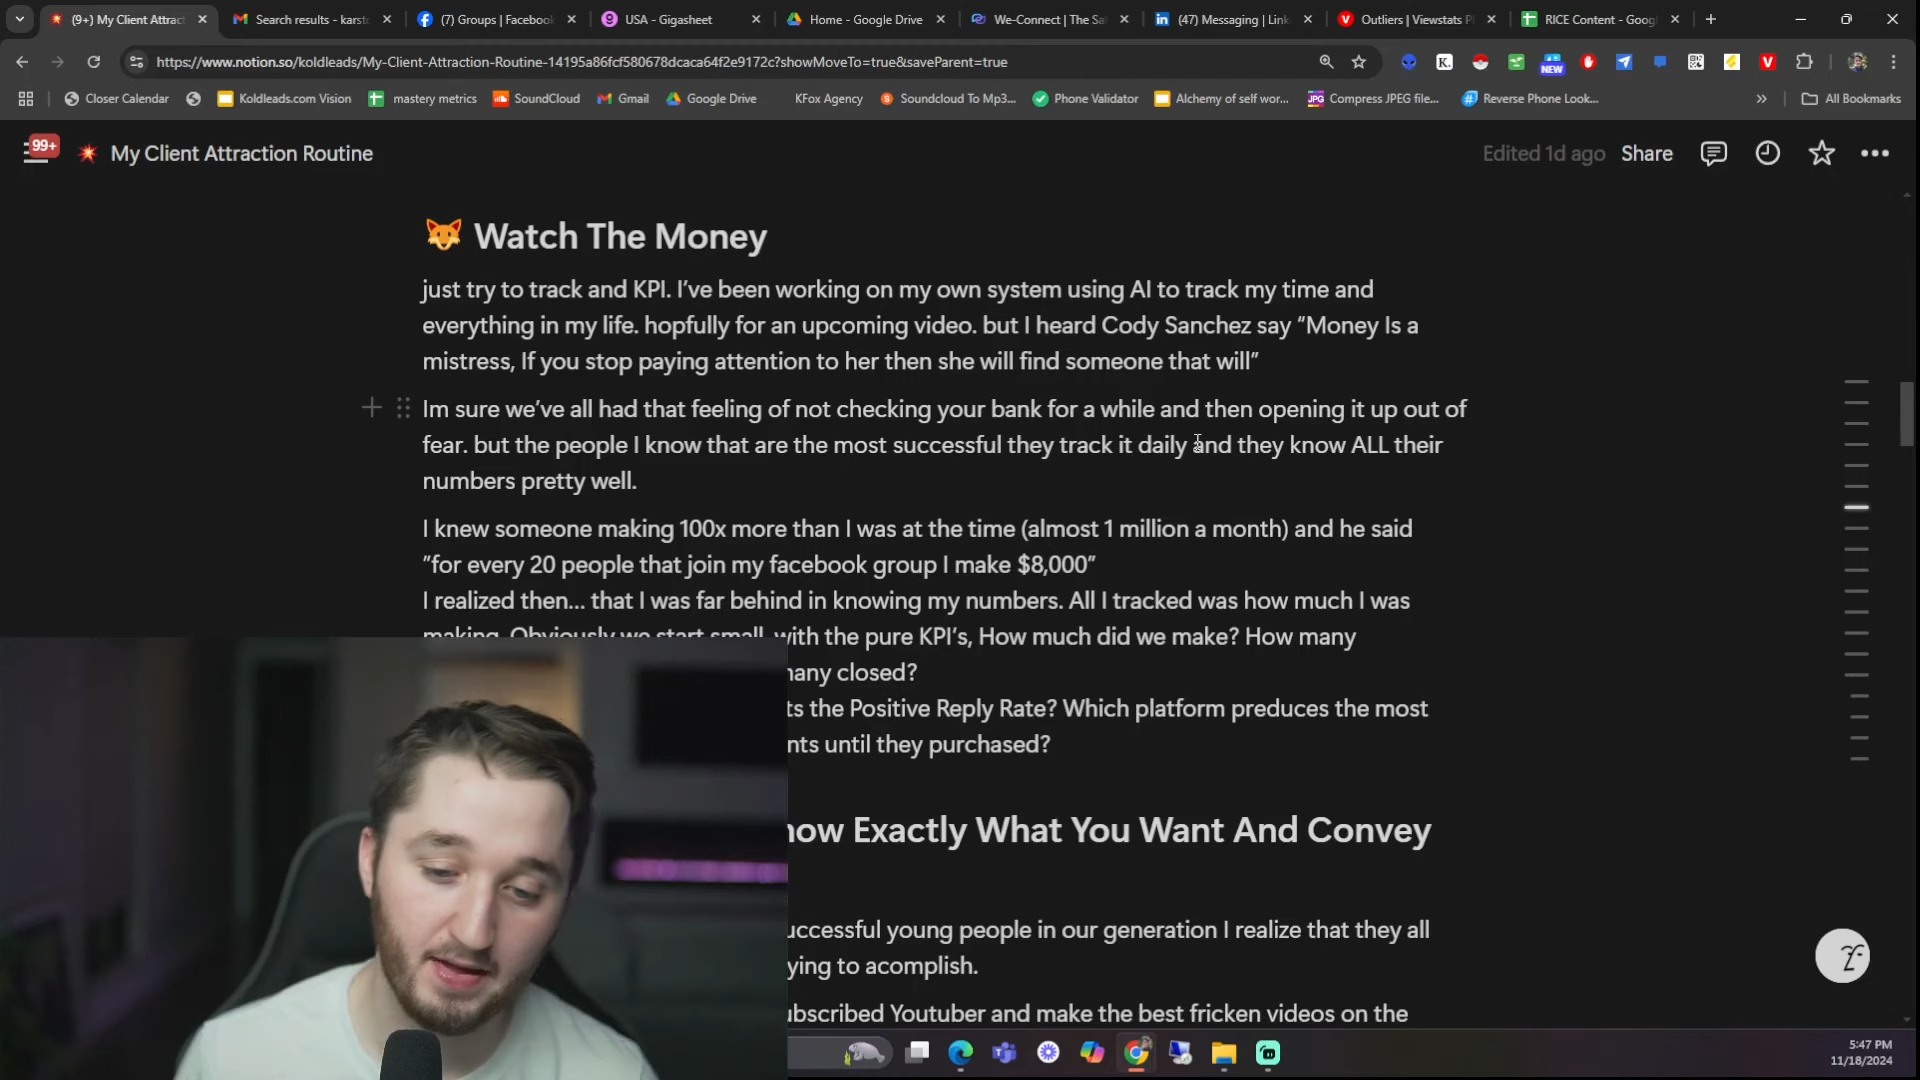 (9+) My Client Attrac
Search results - karst
(7) Groups | Facebook
USA - Gigasheet
Home - Google Drive
We-Connect | The Sa
(47) Messaging | Link
Outliers | Viewstats P
RICE Content - Goog
https://www.notion.so/koldleads/My-Client-Attraction-Routine-14195a86fcf580678dcaca64f2e9172c?showMoveTo=true&saveParent=true
NEW
Closer Calendar
Koldleads.com Vision
mastery metrics
SoundCloud
Gmail
Google Drive
KFox Agency
Soundcloud To Mp3...
Phone Validator
Alchemy of self wor...
JPG
Compress JPEG file...
Reverse Phone Look...
All Bookmarks
99+
My Client Attraction Routine
Edited 1d ago
Share
Watch The Money
just try to track and KPI. I’ve been working on my own system using AI to track my time and
everything in my life. hopfully for an upcoming video. but I heard Cody Sanchez say “Money Is a
mistress, If you stop paying attention to her then she will find someone that will”
Im sure we’ve all had that feeling of not checking your bank for a while and then opening it up out of
fear. but the people I know that are the most successful they track it daily and they know ALL their
numbers pretty well.
I knew someone making 100x more than I was at the time (almost 1 million a month) and he said
”for every 20 people that join my facebook group I make $8,000”
I realized then... that I was far behind in knowing my numbers. All I tracked was how much I was
making. Obviously we start small, with the pure KPI’s, How much did we make? How many
many closed?
ts the Positive Reply Rate? Which platform preduces the most
nts until they purchased?
now Exactly What You Want And Convey
uccessful young people in our generation I realize that they all
ying to acomplish.
ubscribed Youtuber and make the best fricken videos on the
5:47 PM
11/18/2024